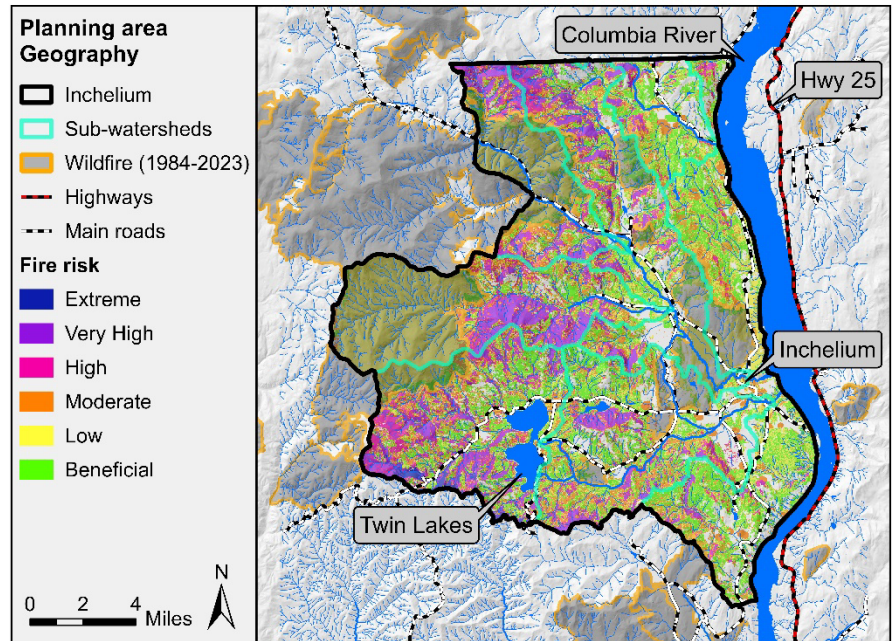 Planning area
Geography
Inchelium
Sub-watersheds
Wildfire (1984-2023)
Highways
Main roads
Fire risk
Extreme
Very High
High
Moderate
Low
Beneficial
0 2 4 Miles
N
Columbia River
Hwy 25
Inchelium
Twin Lakes